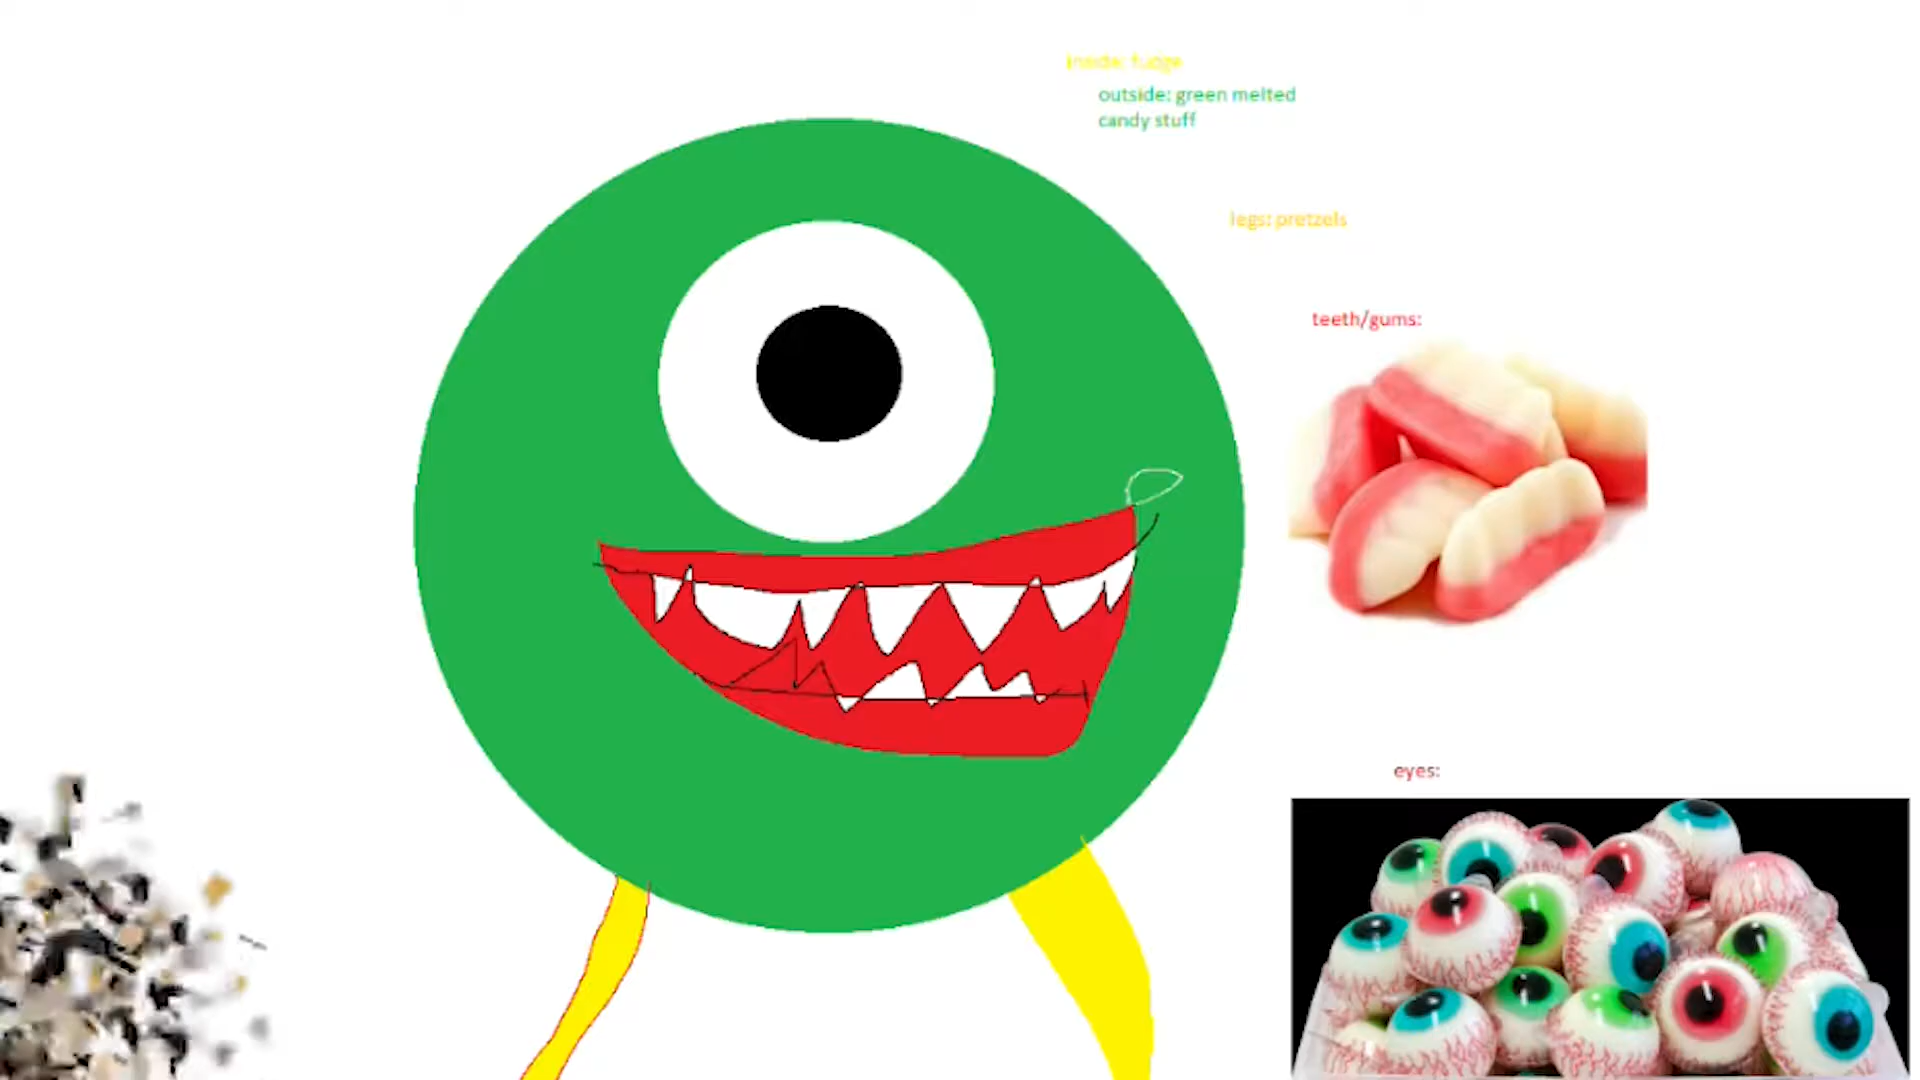 inside: fudge
outside: green melted
candy stuff
legs: pretzels
teeth/gums:
eyes: